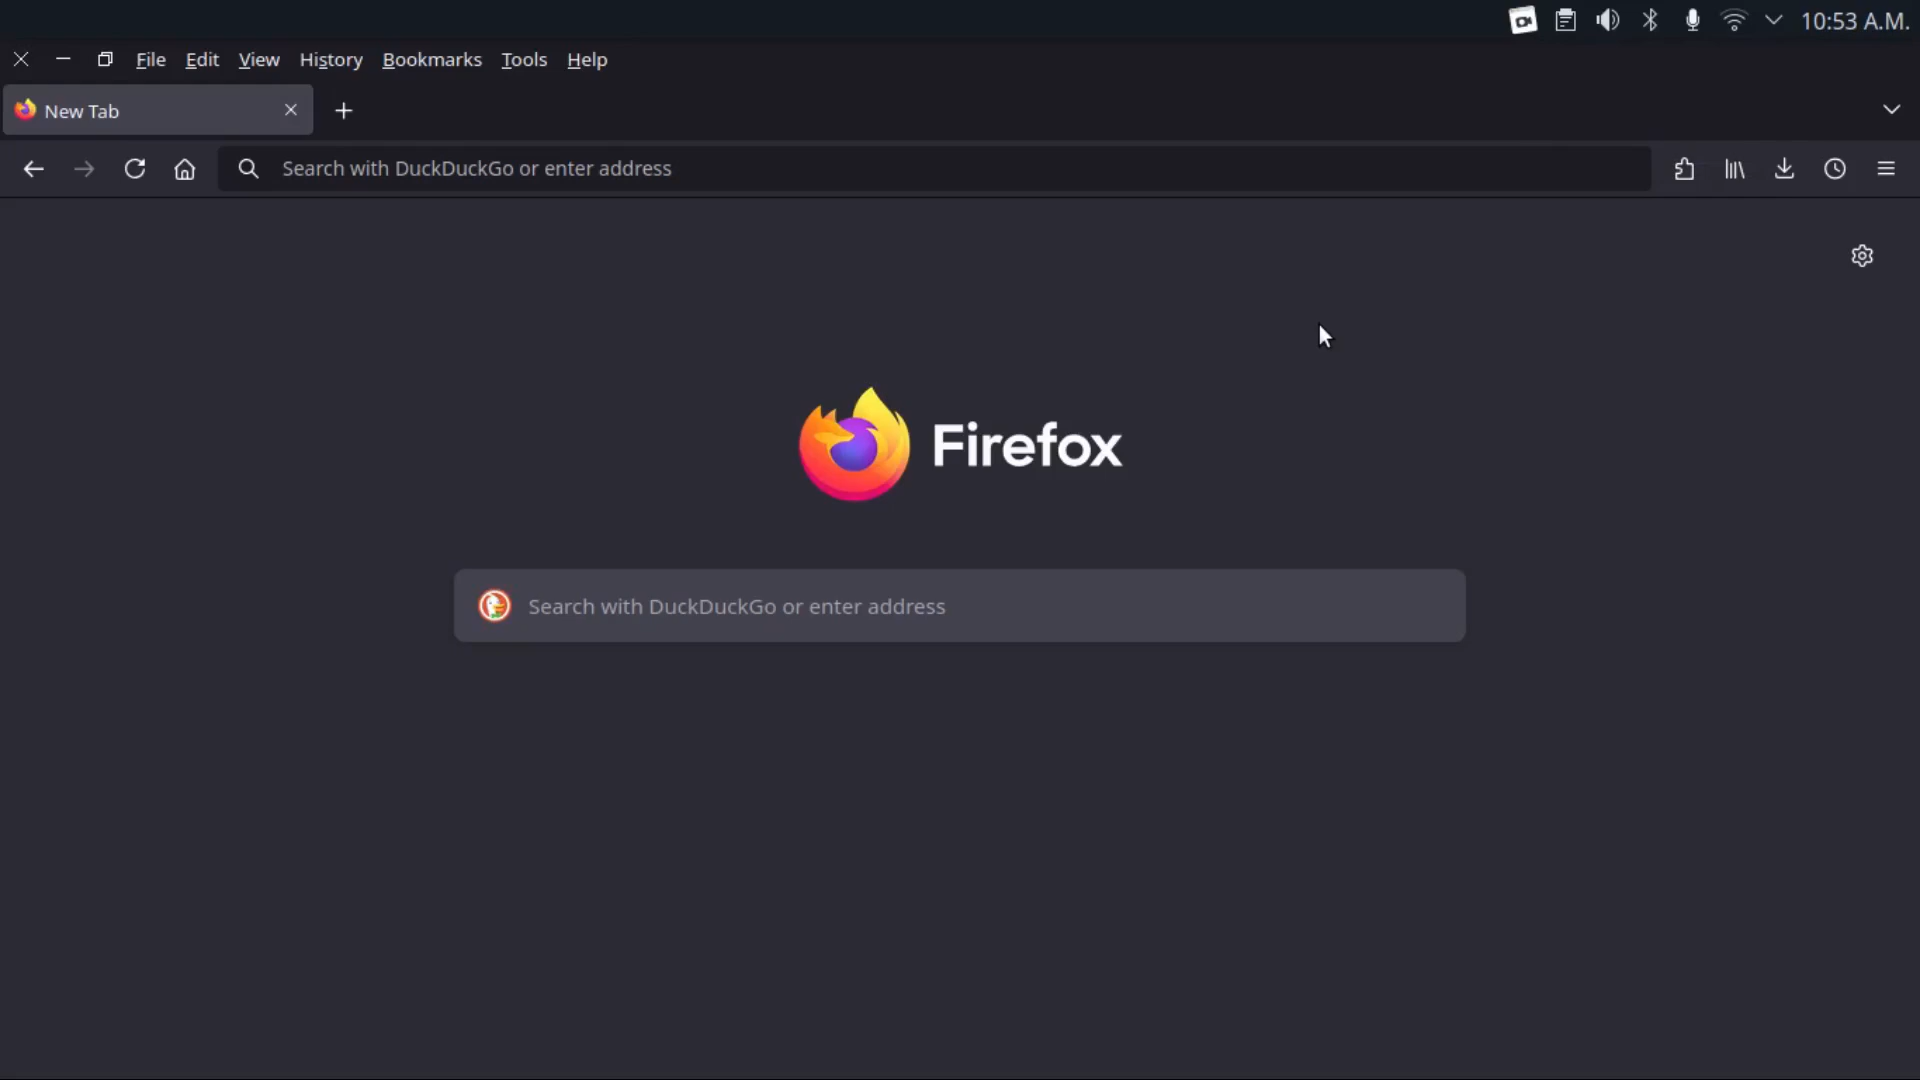 10:53 A.M.
File Edit View History Bookmarks Tools Help
New Tab
Search with DuckDuckGo or enter address
Firefox
Search with DuckDuckGo or enter address